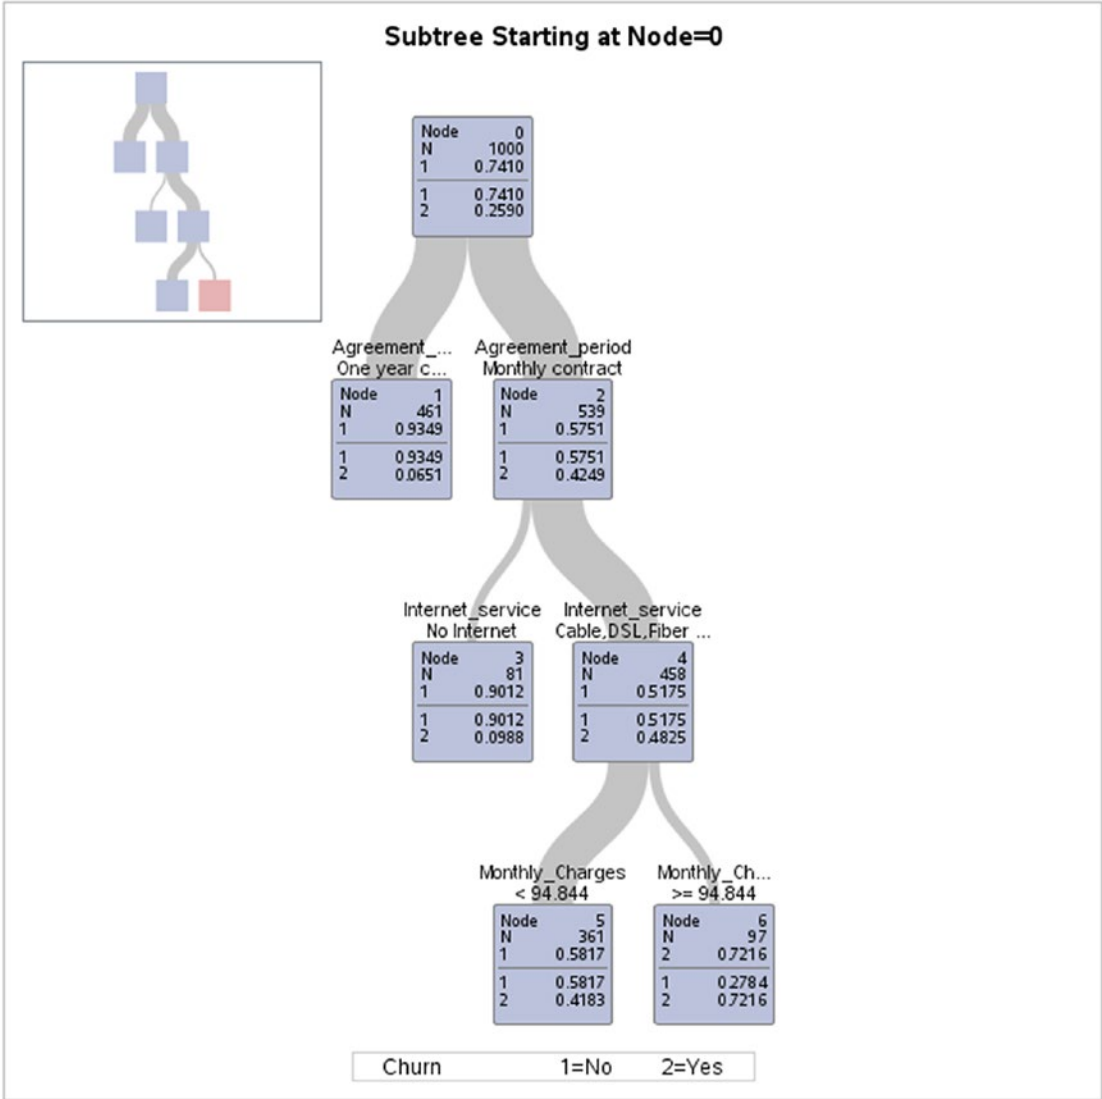 Subtree Starting at Node=0
Node 0
N 1000
1 0.7410
1 0.7410
2 0.2590
Agreement_...
One year c...
Node 1
N 461
1 0.9349
1 0.9349
2 0.0651
Agreement_period
Monthly contract
Node 2
N 539
1 0.5751
1 0.5751
2 0.4249
Internet_service
No Internet
Node 3
N 81
1 0.9012
1 0.9012
2 0.0988
Internet_service
Cable,DSL,Fiber ...
Node 4
N 458
1 0.5175
1 0.5175
2 0.4825
Monthly_Charges
< 94.844
Node 5
N 361
1 0.5817
1 0.5817
2 0.4183
Monthly_Ch...
>= 94.844
Node 6
N 97
2 0.7216
1 0.2784
2 0.7216
Churn 1=No 2=Yes